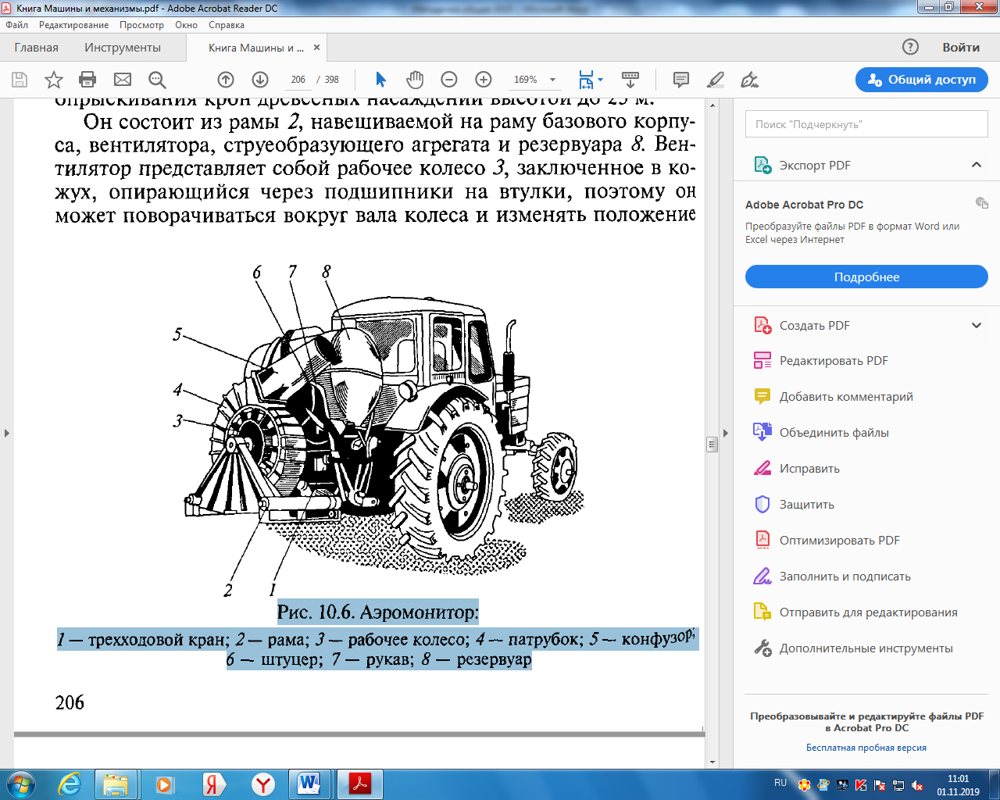 Книга Машины и механизмы.pdf - Adobe Acrobat Reader DC
Файл Редактирование Просмотр Окно Справка
Главная Инструменты Книга Машины и ... × Войти
206 / 398 169% Общий доступ
опрыскивания крон древесных насаждений высотой до 25 м.
Он состоит из рамы 2, навешиваемой на раму базового корпу-
са, вентилятора, струеобразующего агрегата и резервуара 8. Вен-
тилятор представляет собой рабочее колесо 3, заключенное в ко-
жух, опирающийся через подшипники на втулки, поэтому он
может поворачиваться вокруг вала колеса и изменять положение
6 7 8
5
4
3
2 1
Рис. 10.6. Аэромонитор:
1 — трехходовой кран; 2 — рама; 3 — рабочее колесо; 4 — патрубок; 5 — конфузор;
6 — штуцер; 7 — рукав; 8 — резервуар
206
Поиск "Подчеркнуть"
Экспорт PDF
Adobe Acrobat Pro DC
Преобразуйте файлы PDF в формат Word или
Excel через Интернет
Подробнее
Создать PDF
Редактировать PDF
Добавить комментарий
Объединить файлы
Исправить
Защитить
Оптимизировать PDF
Заполнить и подписать
Отправить для редактирования
Дополнительные инструменты
Преобразовывайте и редактируйте файлы PDF
в Acrobat Pro DC
Бесплатная пробная версия
RU 11:01
01.11.2019